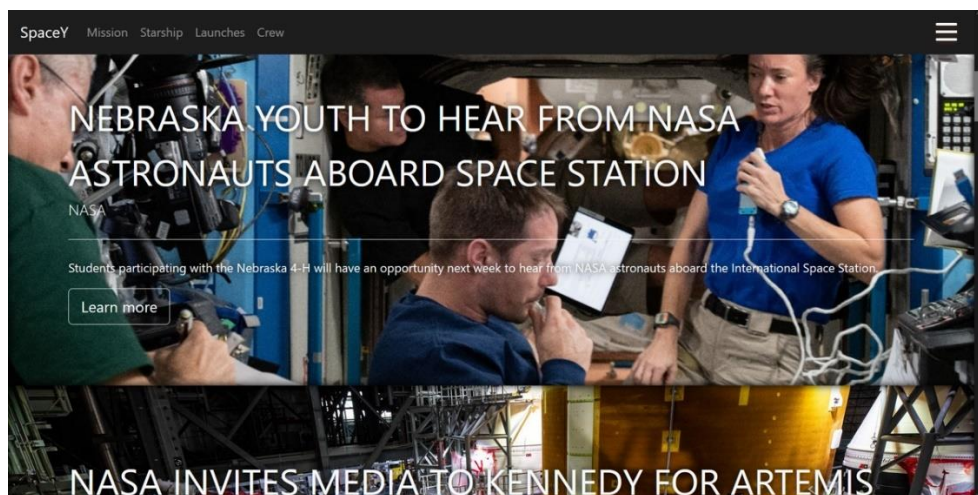 SpaceY Mission Starship Launches Crew
NEBRASKA YOUTH TO HEAR FROM NASA
ASTRONAUTS ABOARD SPACE STATION
NASA
Students participating with the Nebraska 4-H will have an opportunity next week to hear from NASA astronauts aboard the International Space Station.
Learn more
NASA INVITES MEDIA TO KENNEDY FOR ARTEMIS